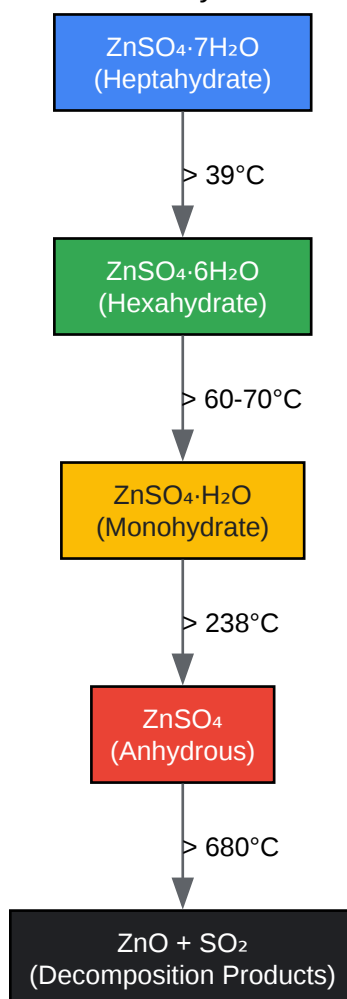 ZnSO₄·7H₂O
(Heptahydrate)
> 39°C
ZnSO₄·6H₂O
(Hexahydrate)
> 60-70°C
ZnSO₄·H₂O
(Monohydrate)
> 238°C
ZnSO₄
(Anhydrous)
> 680°C
ZnO + SO₂
(Decomposition Products)